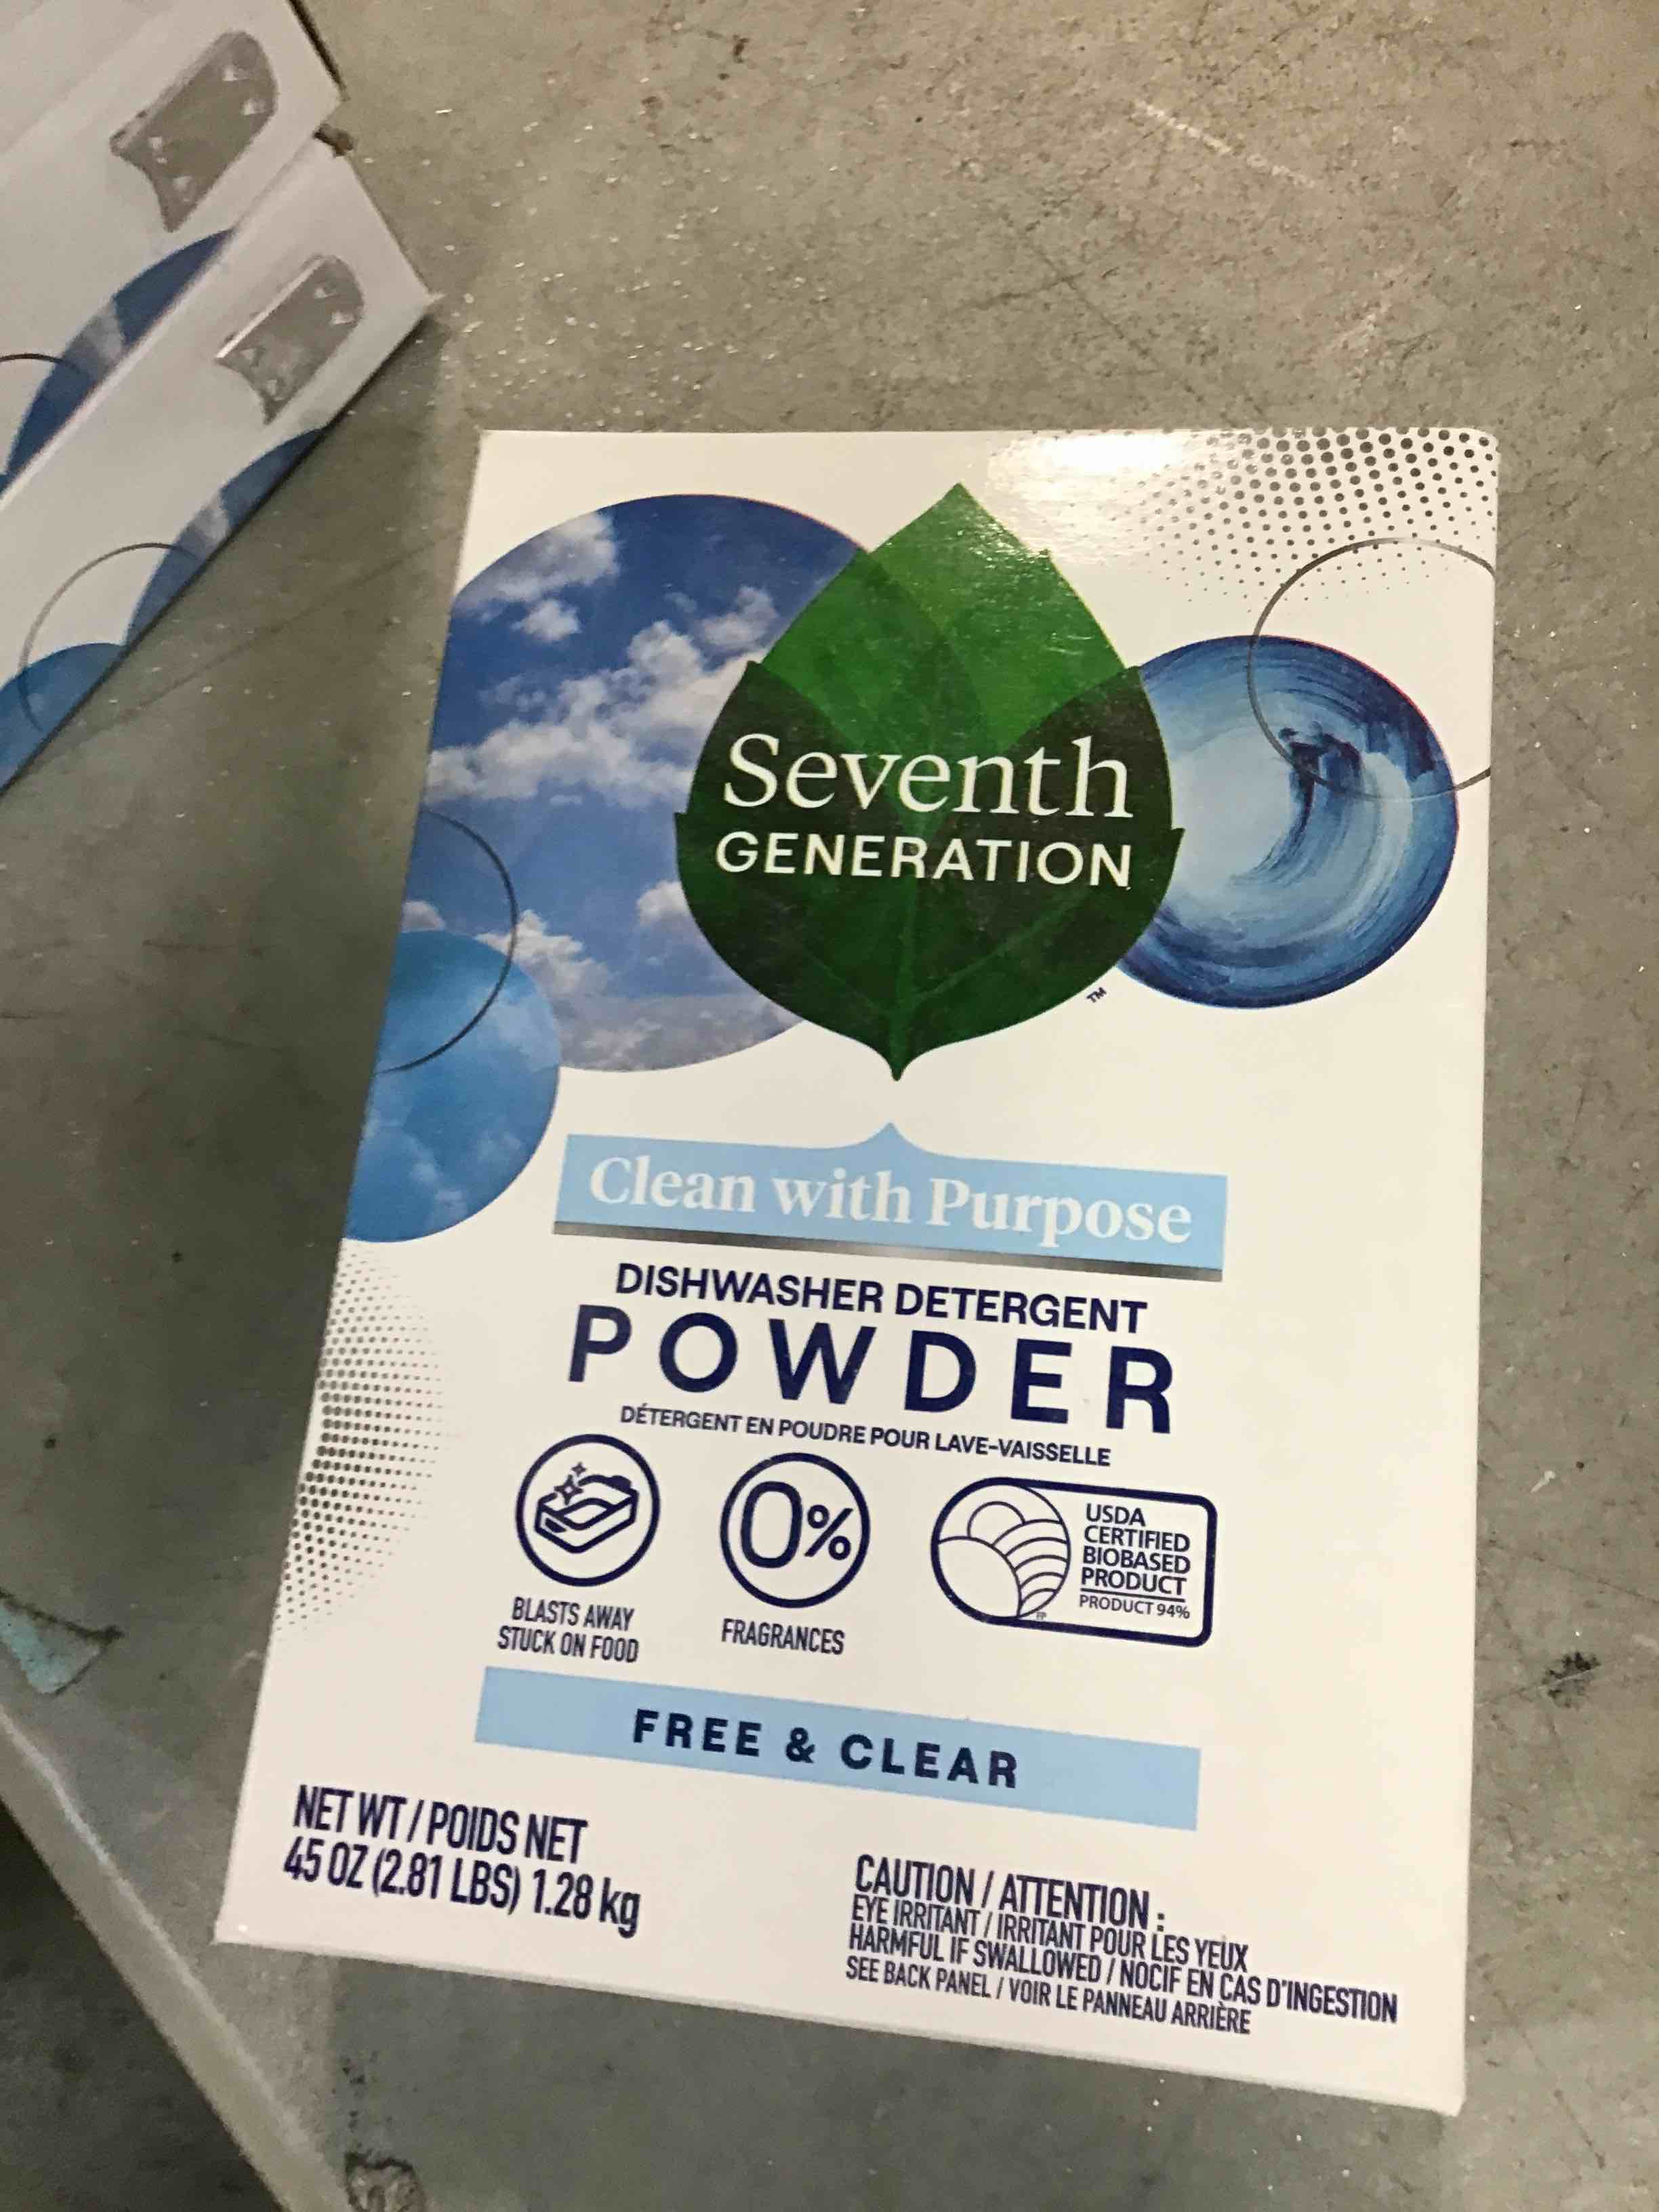 Seventh
GENERATION
TM
Clean with Purpose
DISHWASHER DETERGENT
POWDER
DÉTERGENT EN POUDRE POUR LAVE-VAISSELLE
BLASTS AWAY
STUCK ON FOOD
0%
FRAGRANCES
USDA
CERTIFIED
BIOBASED
PRODUCT
PRODUCT 94%
FP
FREE & CLEAR
NET WT / POIDS NET
45 OZ (2.81 LBS) 1.28 kg
CAUTION / ATTENTION :
EYE IRRITANT / IRRITANT POUR LES YEUX
HARMFUL IF SWALLOWED / NOCIF EN CAS D'INGESTION
SEE BACK PANEL / VOIR LE PANNEAU ARRIÈRE